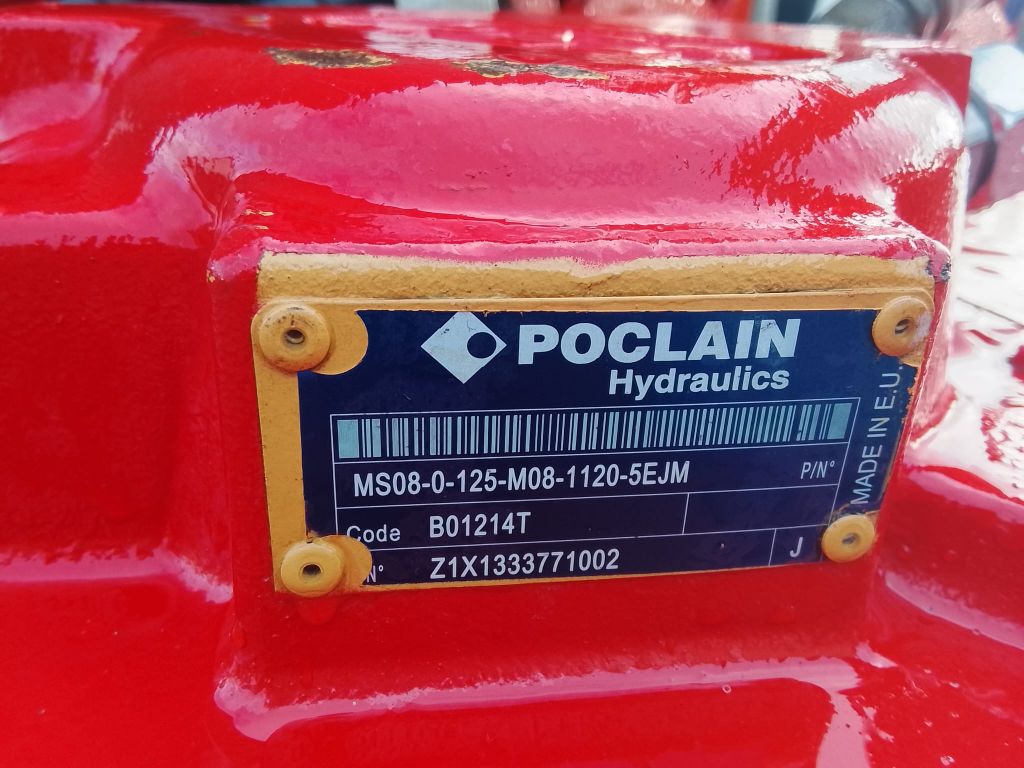 POCLAIN
Hydraulics
MS08-0-125-M08-1120-5EJM P/N°
Code B01214T
N° Z1X1333771002 J
MADE IN E.U.